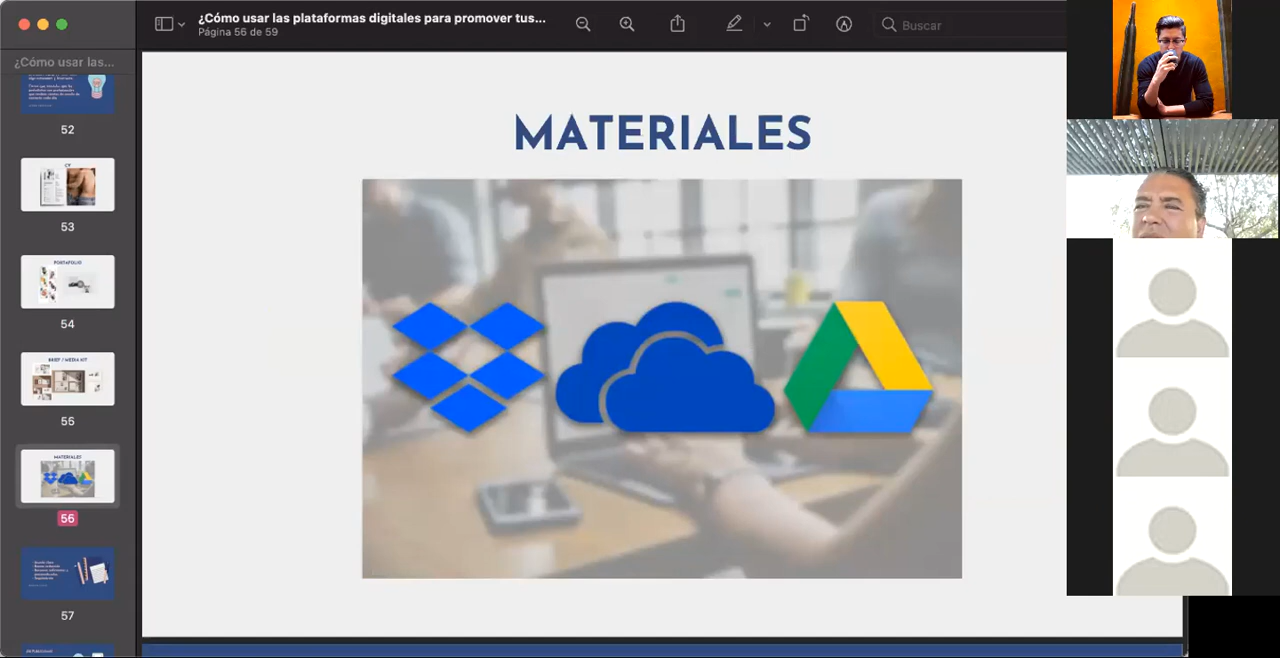 ¿Cómo usar las plataformas digitales para promover tus...
Página 56 de 59
Buscar
¿Cómo usar las...
52
CV
53
PORTAFOLIO
54
BRIEF / MEDIA KIT
56
MATERIALES
56
57
MATERIALES